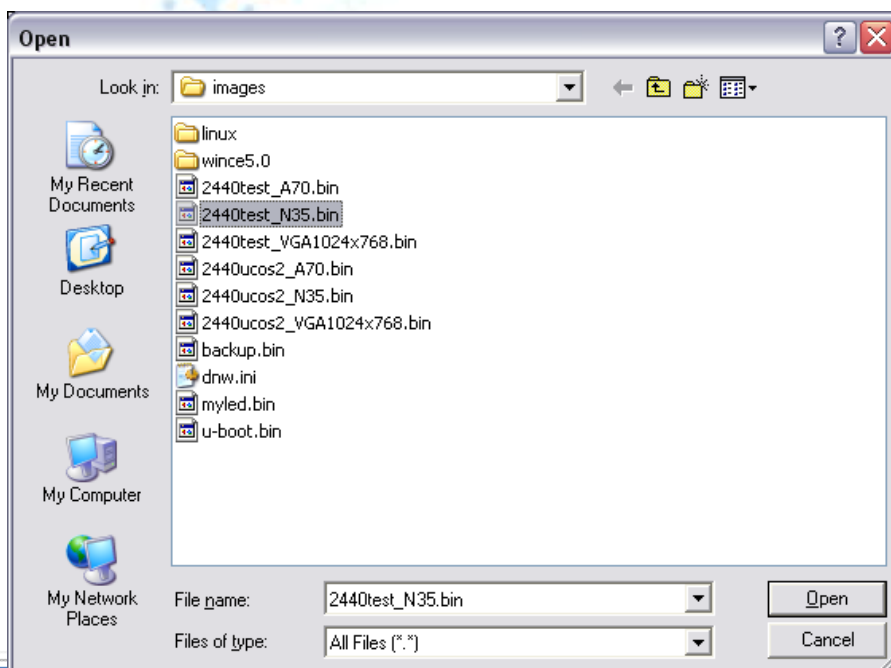 Open
Look in:
images
My Recent
Documents
Desktop
My Documents
My Computer
My Network
Places
linux
wince5.0
2440test_A70.bin
2440test_N35.bin
2440test_VGA1024x768.bin
2440ucos2_A70.bin
2440ucos2_N35.bin
2440ucos2_VGA1024x768.bin
backup.bin
dnw.ini
myled.bin
u-boot.bin
File name:
2440test_N35.bin
Open
Files of type:
All Files (*.*)
Cancel